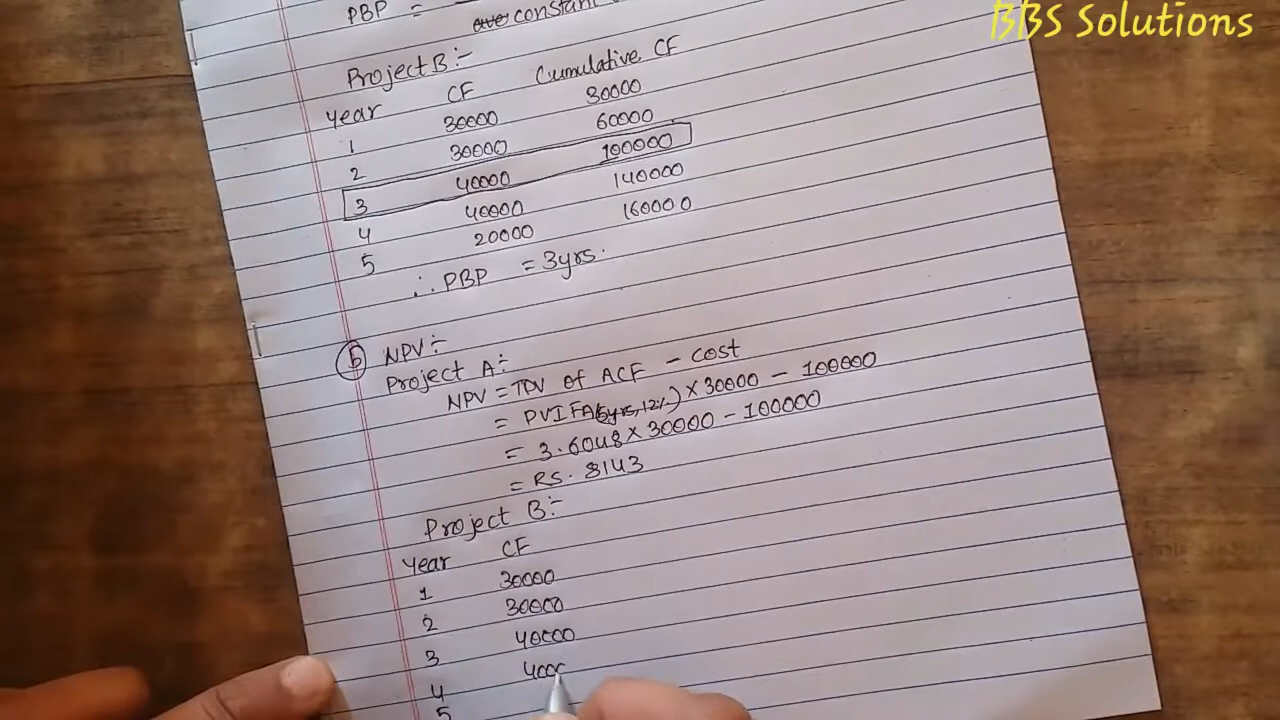 BBS Solutions
PBP =
constant
Project B:-
Year CF Cumulative CF
1 30000 30000
2 30000 60000
3 40000 100000
4 40000 140000
5 20000 160000
∴ PBP = 3yrs.
b NPV:-
Project A:-
NPV = TPV of ACF - cost
= PVIFA(5yrs, 12%) × 30000 - 100000
= 3.6048 × 30000 - 100000
= RS. 8143
Project B:-
Year CF
1 30000
2 30000
3 40000
4 4000
5